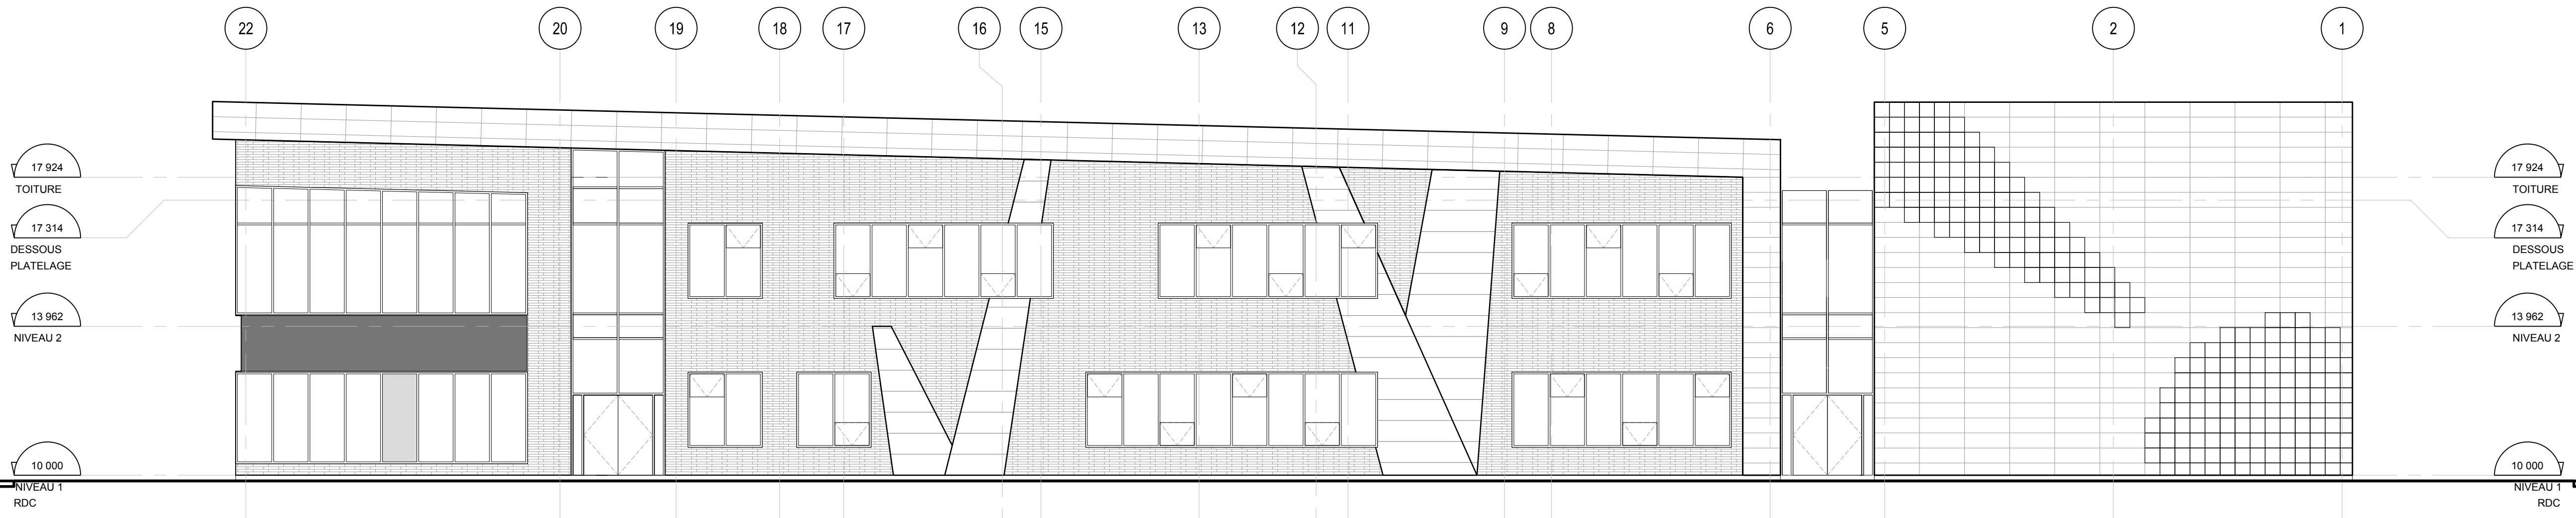 22 20 19 18 17 16 15 13 12 11 9 8 6 5 2 1
17 924
TOITURE
17 314
DESSOUS
PLATELAGE
13 962
NIVEAU 2
10 000
NIVEAU 1
RDC
17 924
TOITURE
17 314
DESSOUS
PLATELAGE
13 962
NIVEAU 2
10 000
NIVEAU 1
RDC